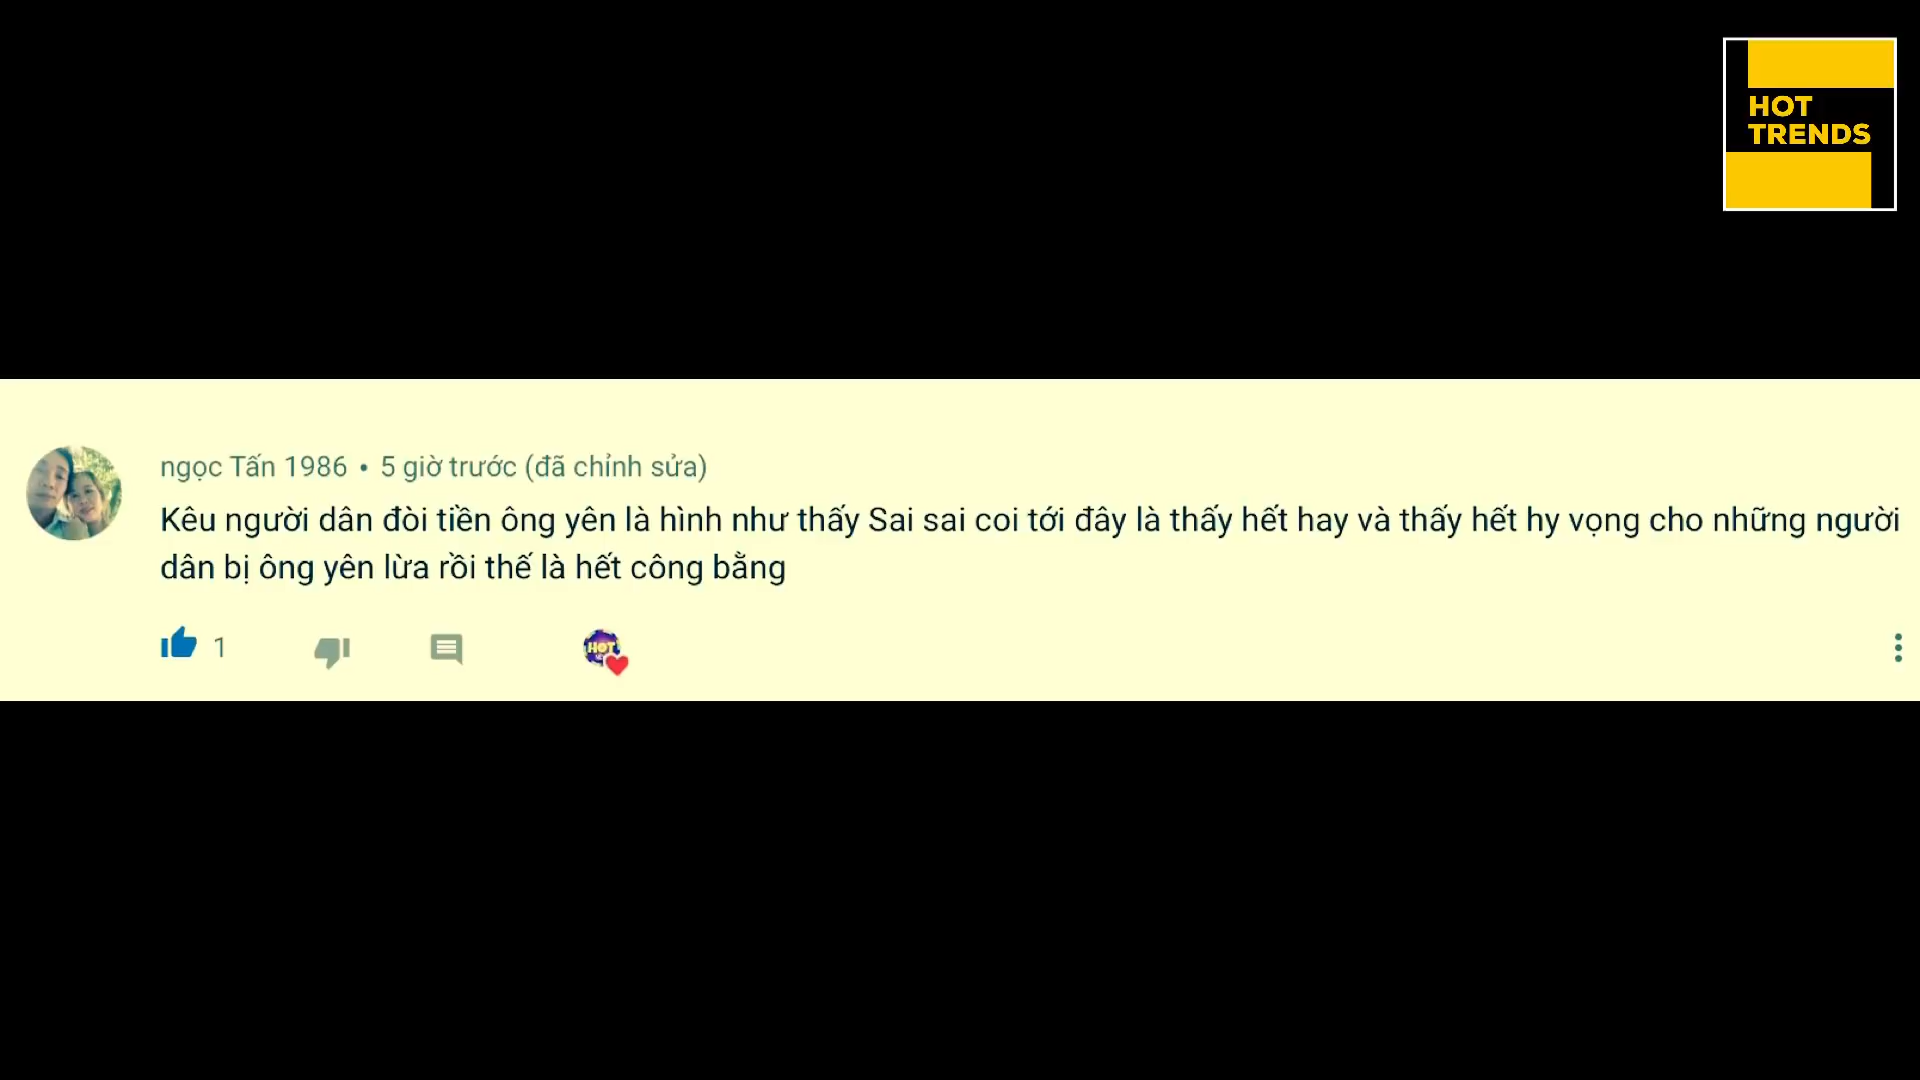 HOT
TRENDS
ngọc Tấn 1986 • 5 giờ trước (đã chỉnh sửa)
Kêu người dân đòi tiền ông yên là hình như thấy Sai sai coi tới đây là thấy hết hay và thấy hết hy vọng cho những người
dân bị ông yên lừa rồi thế là hết công bằng
1
HOT